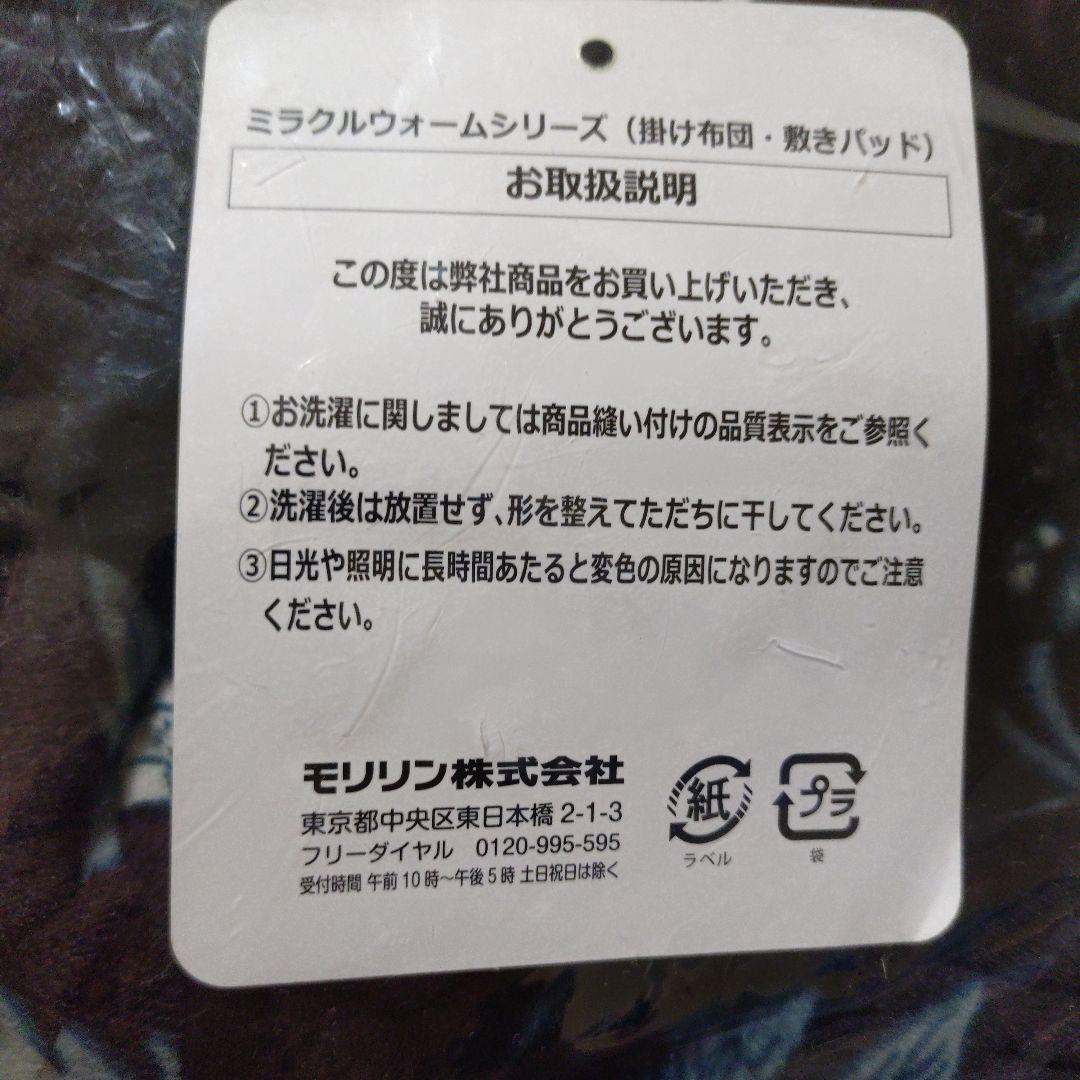 ミラクルウォームシリーズ（掛け布団・敷きパッド）
お取扱説明
この度は弊社商品をお買い上げいただき、
誠にありがとうございます。
①お洗濯に関しましては商品縫い付けの品質表示をご参照く
ださい。
②洗濯後は放置せず、形を整えてただちに干してください。
③日光や照明に長時間あたると変色の原因になりますのでご注意
ください。
モリリン株式会社
東京都中央区東日本橋2-1-3
フリーダイヤル 0120-995-595
受付時間 午前10時〜午後5時 土日祝日は除く
紙
ラベル
プラ
袋